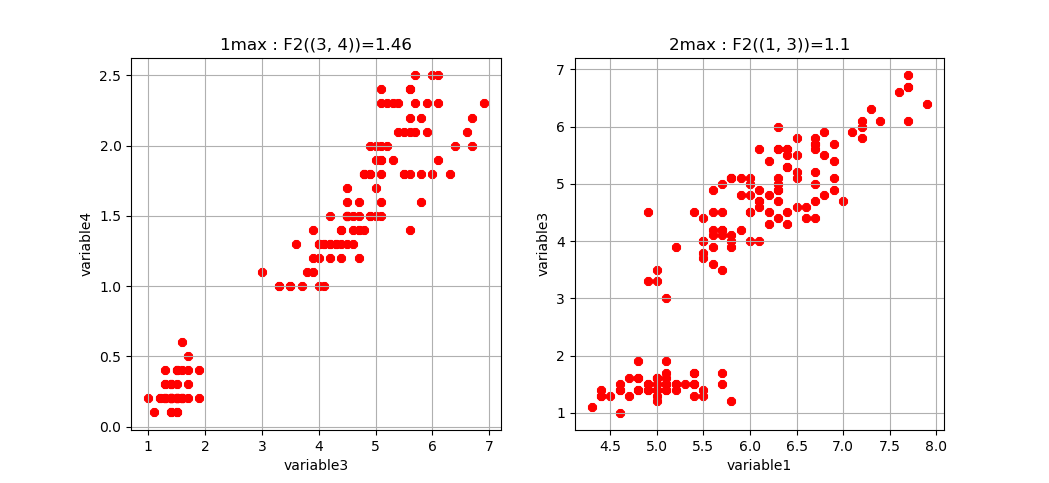 1max : F2((3, 4))=1.46
2.5
2.0
1.5
1.0
0.5
0.0
variable4
1 2 3 4 5 6 7
variable3
2max : F2((1, 3))=1.1
7
6
5
4
3
2
1
variable3
4.5 5.0 5.5 6.0 6.5 7.0 7.5 8.0
variable1